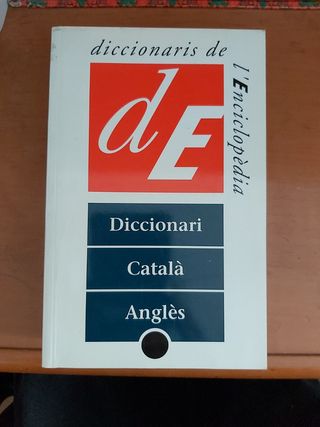 diccionaris de
l'Enciclopèdia
dE
Diccionari
Català
Anglès